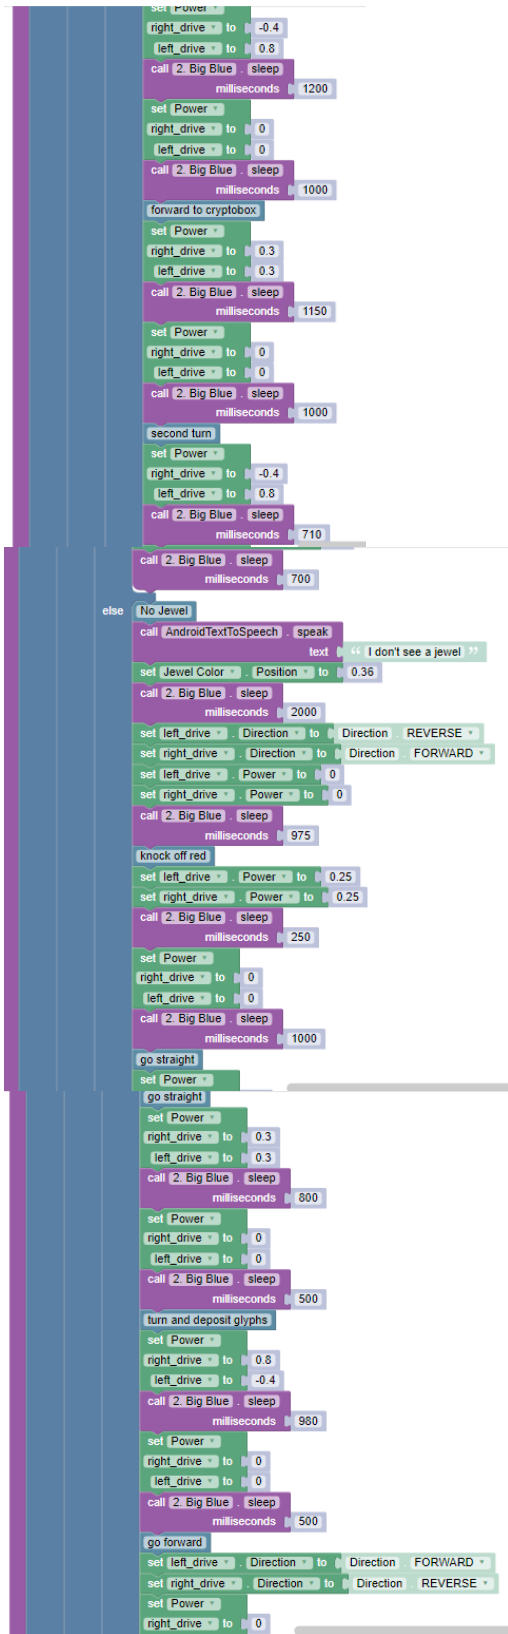 set Power
right_drive to -0.4
left_drive to 0.8
call 2. Big Blue . sleep
milliseconds 1200
set Power
right_drive to 0
left_drive to 0
call 2. Big Blue . sleep
milliseconds 1000
forward to cryptobox
set Power
right_drive to 0.3
left_drive to 0.3
call 2. Big Blue . sleep
milliseconds 1150
set Power
right_drive to 0
left_drive to 0
call 2. Big Blue . sleep
milliseconds 1000
second turn
set Power
right_drive to -0.4
left_drive to 0.8
call 2. Big Blue . sleep
milliseconds 710
call 2. Big Blue . sleep
milliseconds 700
else No Jewel
call AndroidTextToSpeech . speak
text “ I don't see a jewel ”
set Jewel Color . Position to 0.36
call 2. Big Blue . sleep
milliseconds 2000
set left_drive . Direction to Direction . REVERSE
set right_drive . Direction to Direction . FORWARD
set left_drive . Power to 0
set right_drive . Power to 0
call 2. Big Blue . sleep
milliseconds 975
knock off red
set left_drive . Power to 0.25
set right_drive . Power to 0.25
call 2. Big Blue . sleep
milliseconds 250
set Power
right_drive to 0
left_drive to 0
call 2. Big Blue . sleep
milliseconds 1000
go straight
set Power
go straight
set Power
right_drive to 0.3
left_drive to 0.3
call 2. Big Blue . sleep
milliseconds 800
set Power
right_drive to 0
left_drive to 0
call 2. Big Blue . sleep
milliseconds 500
turn and deposit glyphs
set Power
right_drive to 0.8
left_drive to -0.4
call 2. Big Blue . sleep
milliseconds 980
set Power
right_drive to 0
left_drive to 0
call 2. Big Blue . sleep
milliseconds 500
go forward
set left_drive . Direction to Direction . FORWARD
set right_drive . Direction to Direction . REVERSE
set Power
right_drive to 0